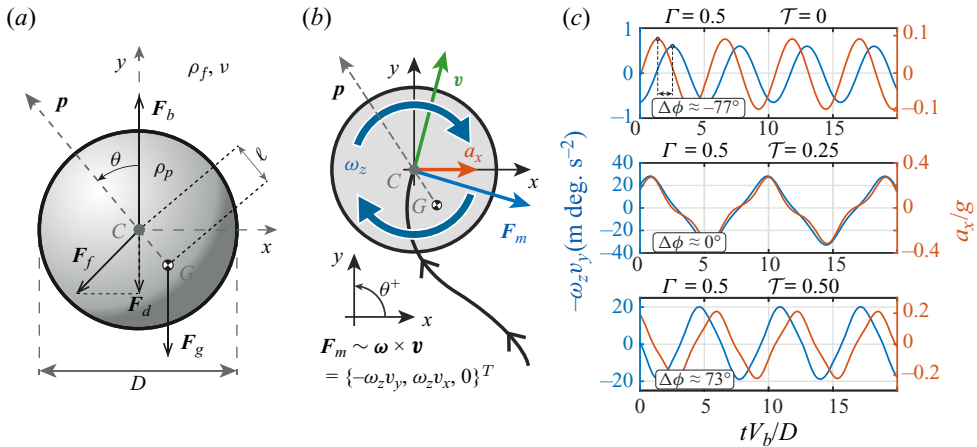 (a)
y
ρf, ν
p
Fb
θ
ρp
ℓ
C
x
Ff
G
Fd
Fg
D
(b)
y
p
v
ωz
ax
C
x
G
Fm
y
θ+
x
Fm ~ ω × v
= {−ωzvy, ωzvx, 0}T
(c)
Γ = 0.5 𝒯 = 0
1
0
−1
0.1
0
−0.1
Δϕ ≈ −77°
0 5 10 15 20
Γ = 0.5 𝒯 = 0.25
40
20
0
−20
−40
0.4
0
−0.4
Δϕ ≈ 0°
0 5 10 15 20
−ωzvy(m deg. s−2)
ax/g
Γ = 0.5 𝒯 = 0.50
20
0
−20
0.2
0
−0.2
Δϕ ≈ 73°
0 5 10 15 20
tVb/D